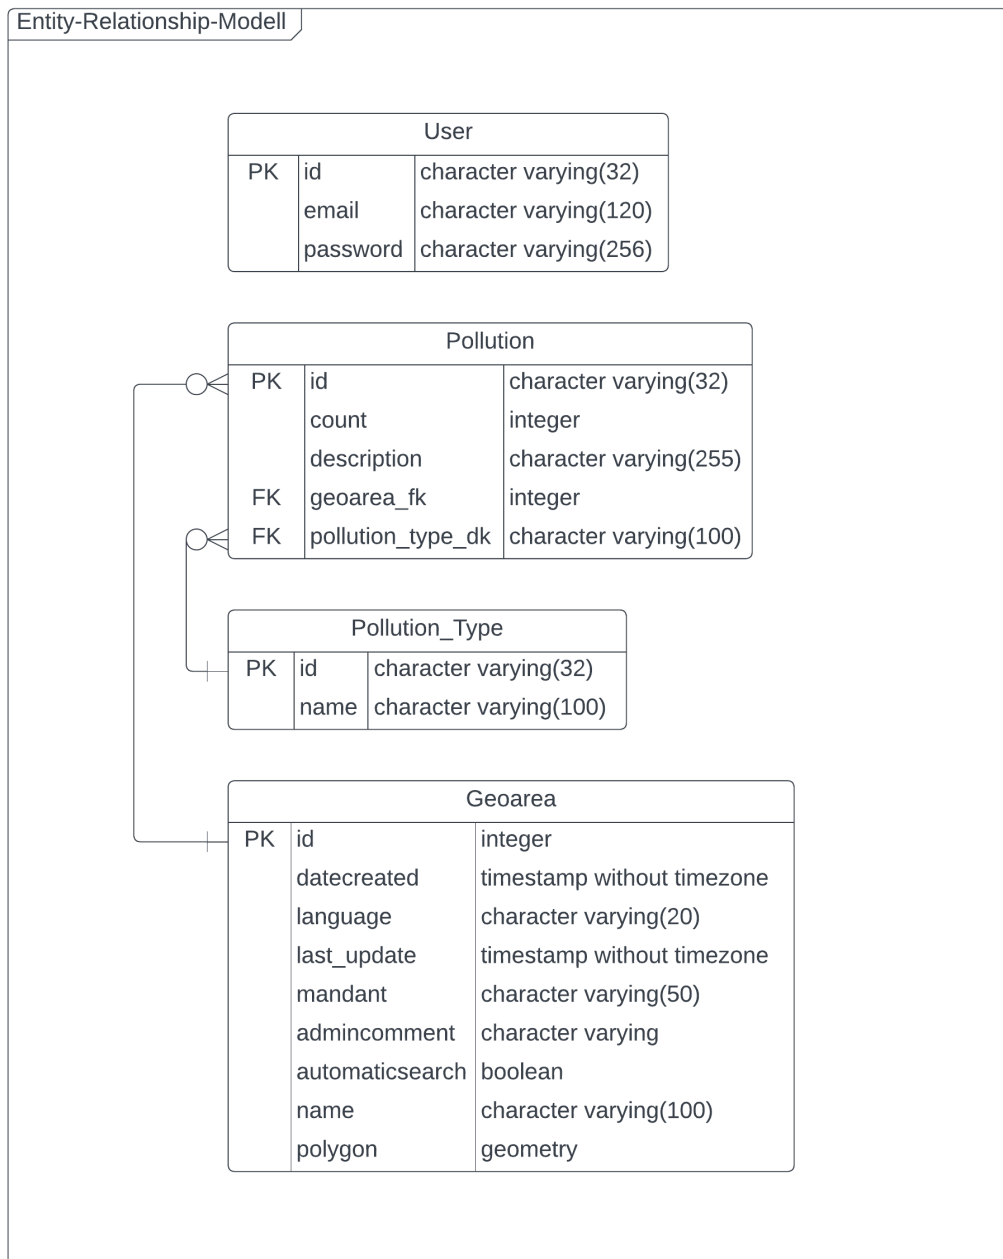 Entity-Relationship-Modell
User
PK id character varying(32)
email character varying(120)
password character varying(256)
Pollution
PK id character varying(32)
count integer
description character varying(255)
FK geoarea_fk integer
FK pollution_type_dk character varying(100)
Pollution_Type
PK id character varying(32)
name character varying(100)
Geoarea
PK id integer
datecreated timestamp without timezone
language character varying(20)
last_update timestamp without timezone
mandant character varying(50)
admincomment character varying
automaticsearch boolean
name character varying(100)
polygon geometry